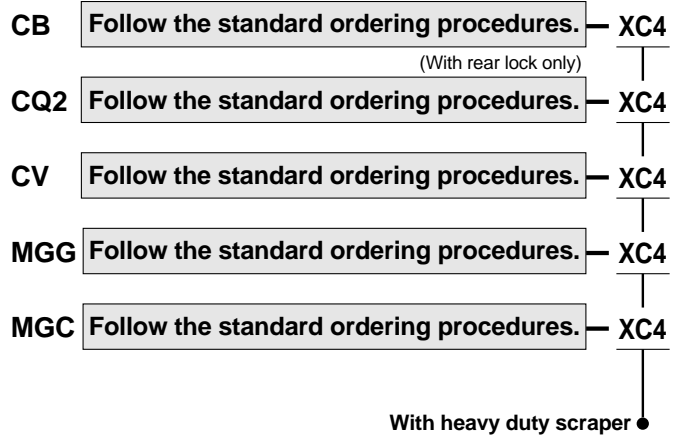 CB Follow the standard ordering procedures. XC4
(With rear lock only)
CQ2 Follow the standard ordering procedures. XC4
CV Follow the standard ordering procedures. XC4
MGG Follow the standard ordering procedures. XC4
MGC Follow the standard ordering procedures. XC4
With heavy duty scraper